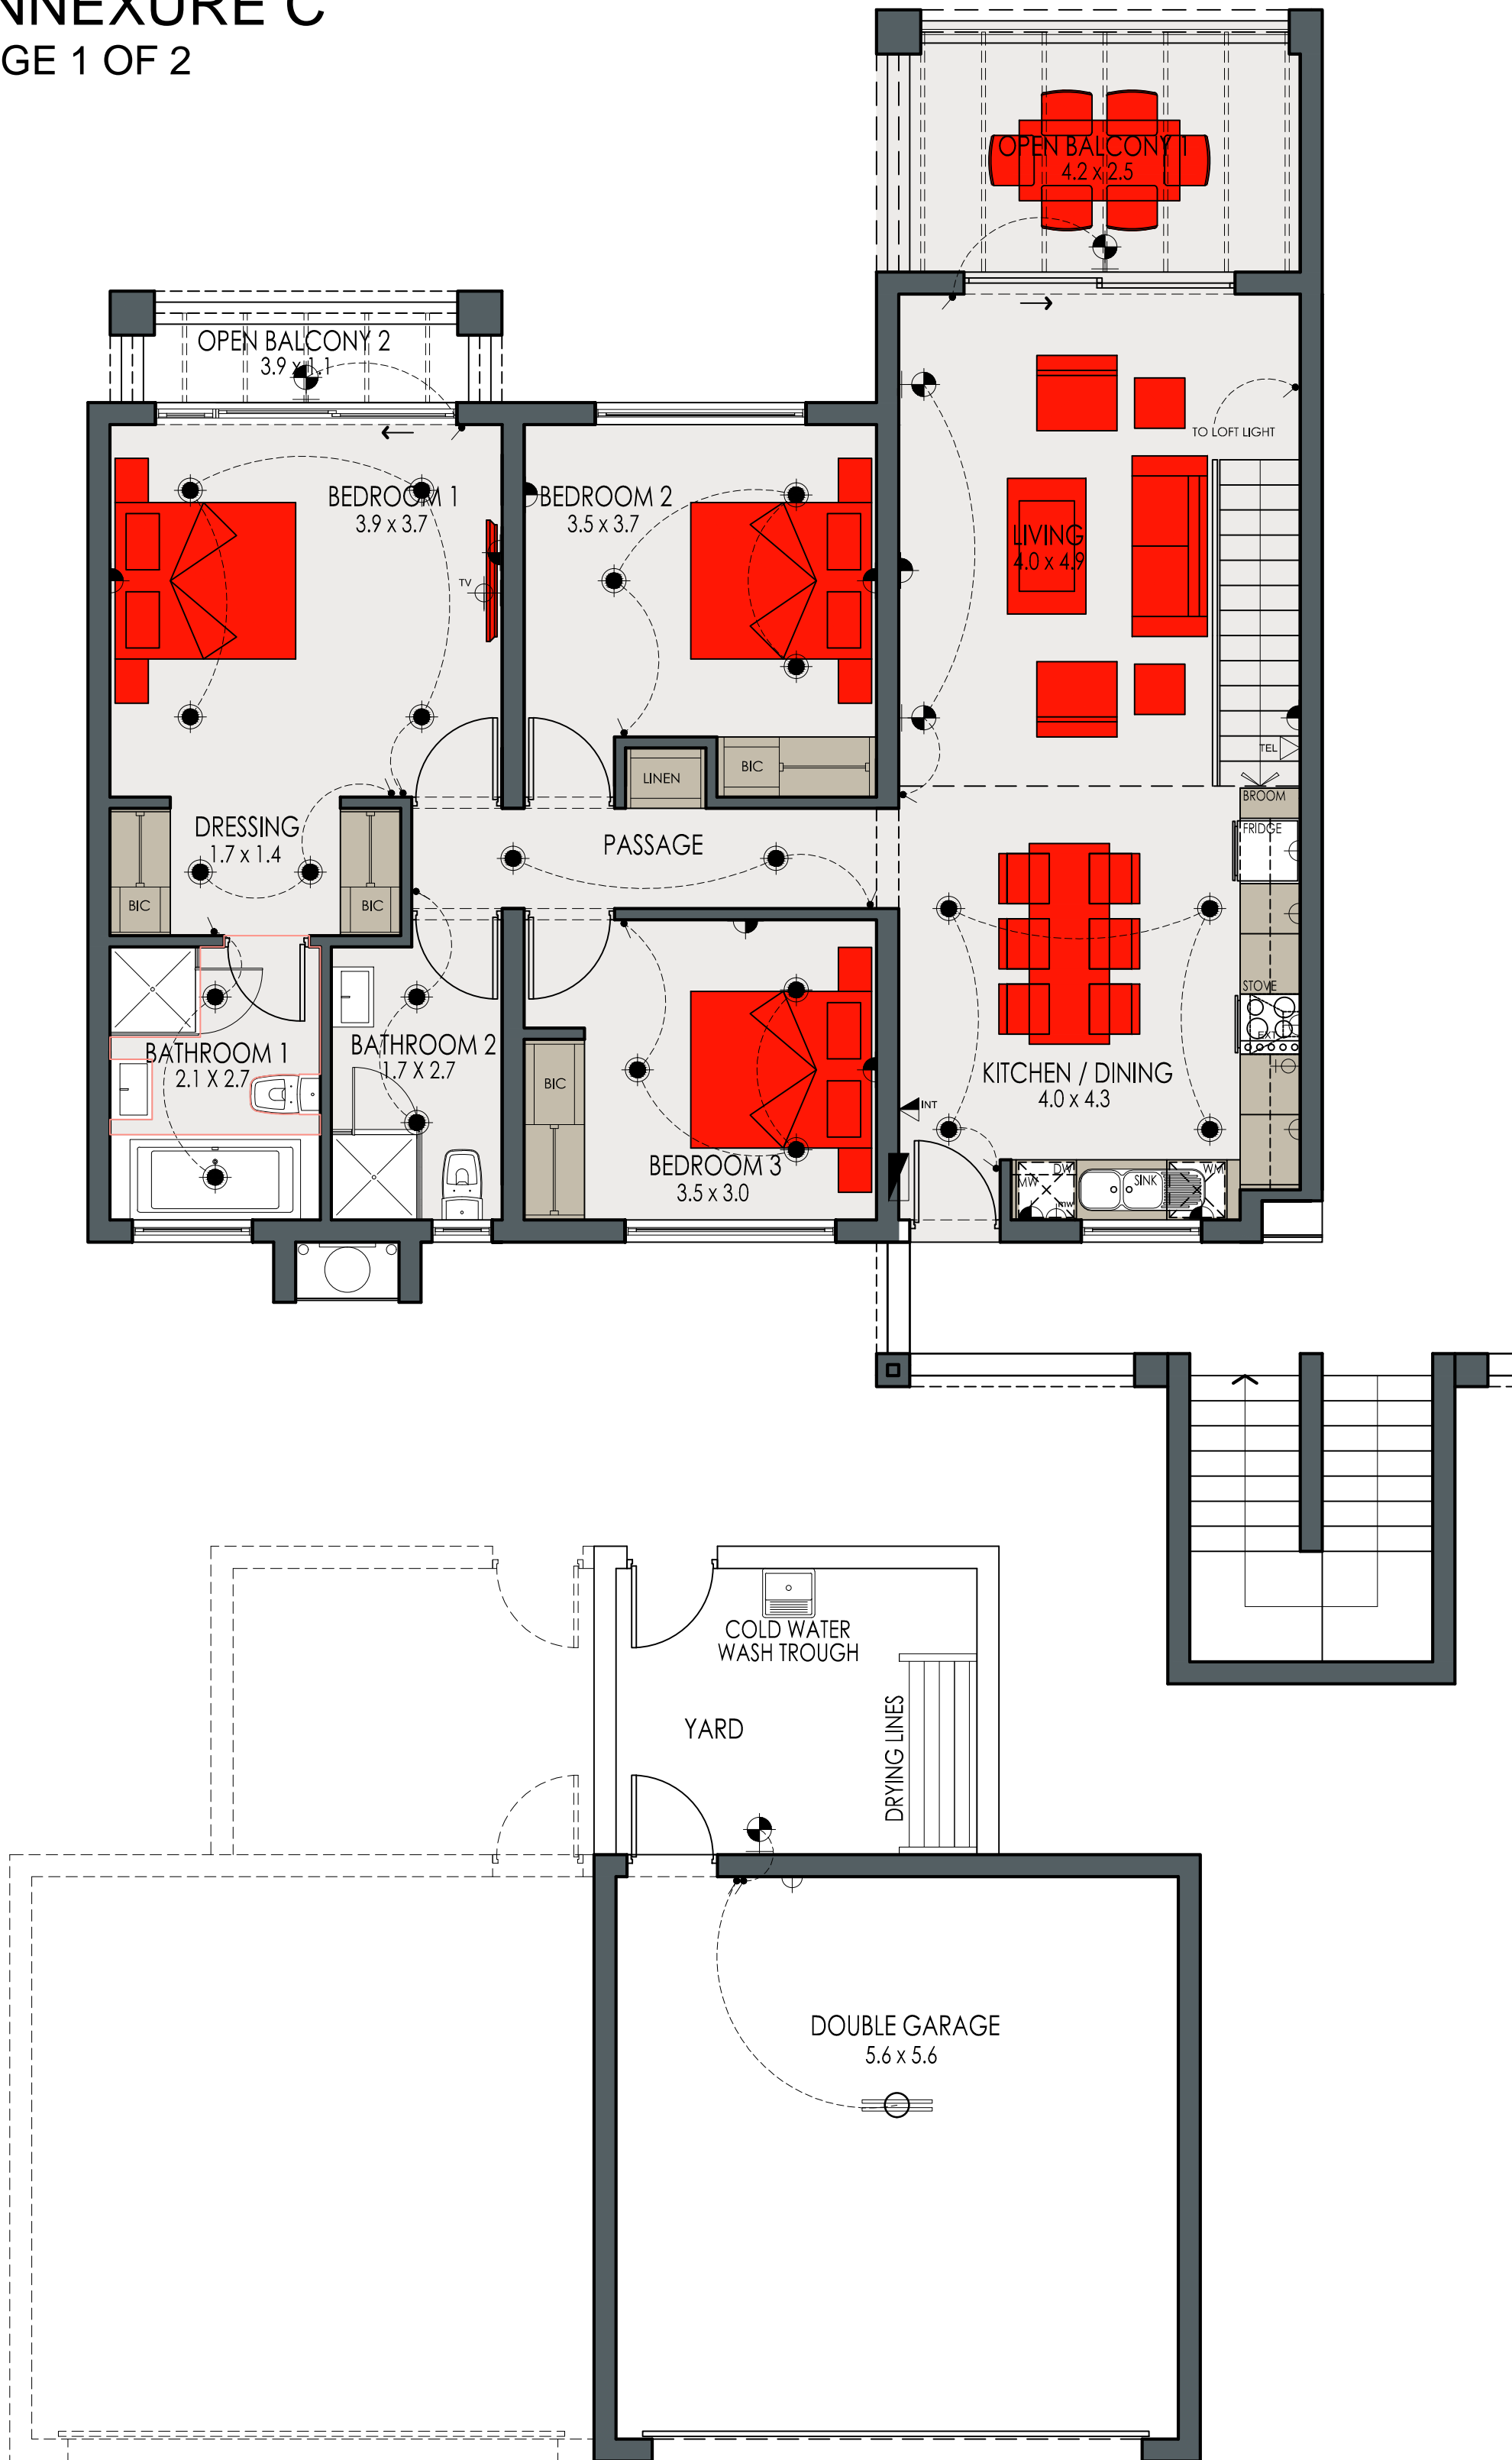 NNEXURE C
GE 1 OF 2
OPEN BALCONY 1
4.2 x 2.5
OPEN BALCONY 2
3.9 x 1.1
TO LOFT LIGHT
BEDROOM 1
3.9 x 3.7
BEDROOM 2
3.5 x 3.7
LIVING
4.0 x 4.9
TV
TEL
LINEN
BIC
BROOM
FRIDGE
DRESSING
1.7 x 1.4
PASSAGE
BIC
BIC
STOVE
EXT
BATHROOM 1
2.1 X 2.7
BATHROOM 2
1.7 X 2.7
BIC
KITCHEN / DINING
4.0 x 4.3
INT
BEDROOM 3
3.5 x 3.0
DW
MW
SINK
WM
mw
COLD WATER
WASH TROUGH
YARD
DRYING LINES
DOUBLE GARAGE
5.6 x 5.6